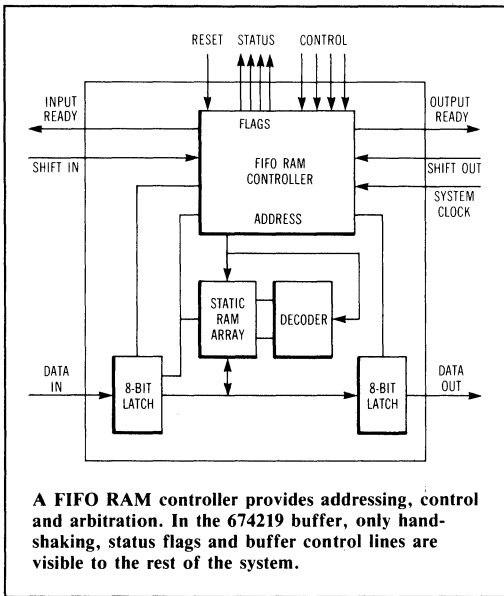 RESET STATUS CONTROL
INPUT
READY
OUTPUT
READY
FLAGS
SHIFT IN
FIFO RAM
CONTROLLER
SHIFT OUT
SYSTEM
CLOCK
ADDRESS
STATIC
RAM
ARRAY
DECODER
DATA
IN
8-BIT
LATCH
8-BIT
LATCH
DATA
OUT
A FIFO RAM controller provides addressing, control
and arbitration. In the 674219 buffer, only hand-
shaking, status flags and buffer control lines are
visible to the rest of the system.